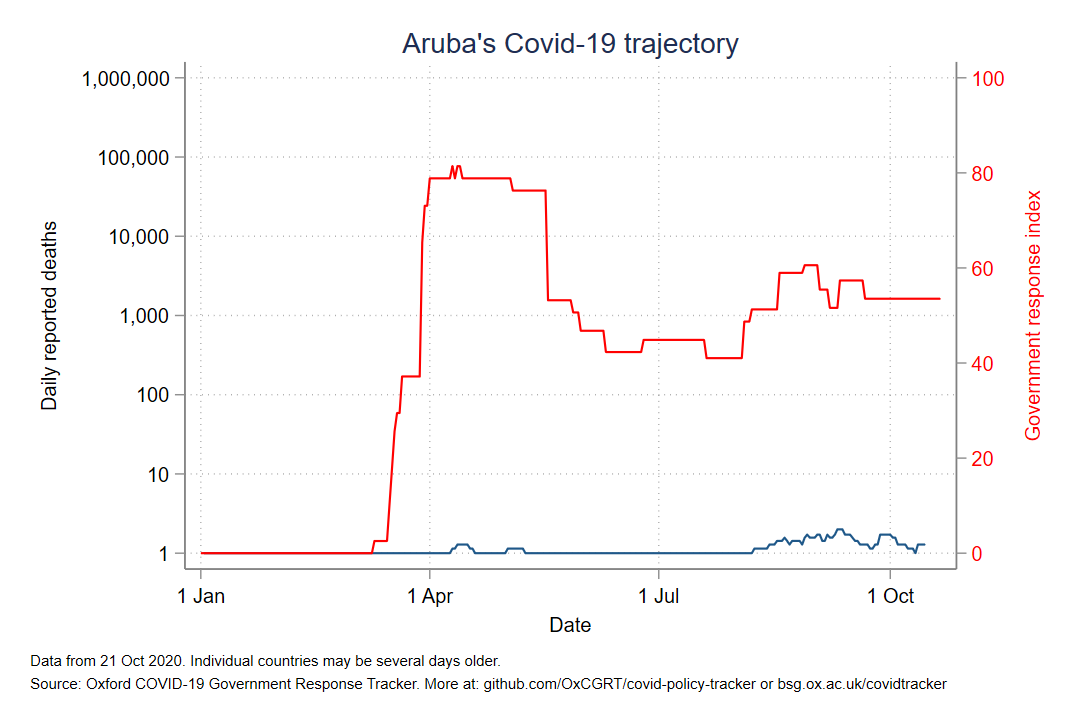 Aruba's Covid-19 trajectory
1,000,000
100,000
10,000
1,000
100
10
1
Daily reported deaths
100
80
60
40
20
0
Government response index
1 Jan
1 Apr
1 Jul
1 Oct
Date
Data from 21 Oct 2020. Individual countries may be several days older.
Source: Oxford COVID-19 Government Response Tracker. More at: github.com/OxCGRT/covid-policy-tracker or bsg.ox.ac.uk/covidtracker